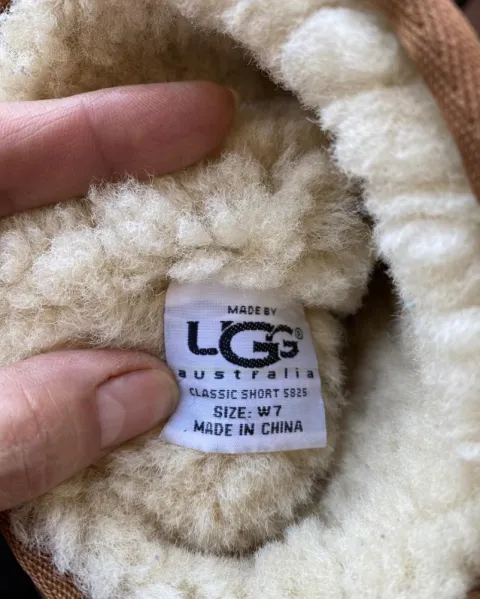 MADE BY
UGG®
australia
CLASSIC SHORT 5825
SIZE: W7
MADE IN CHINA